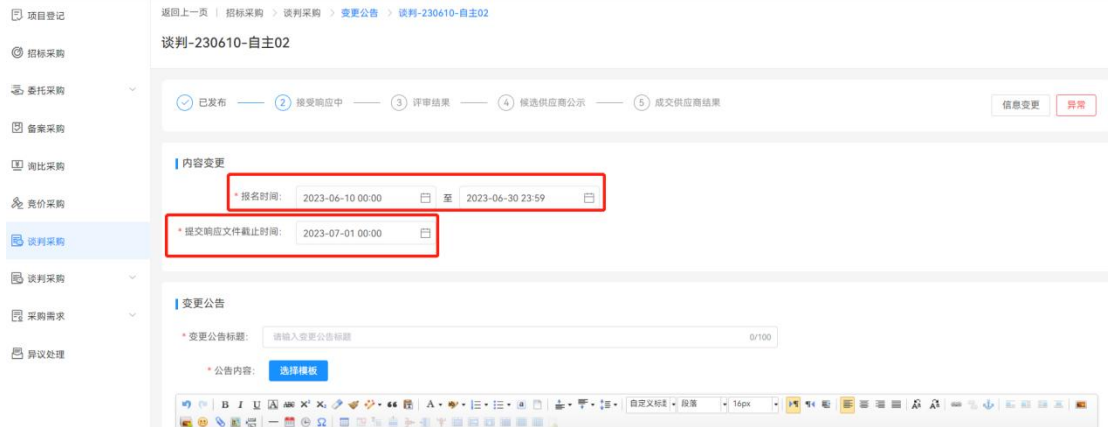 项目登记
招标采购
委托采购
备案采购
询比采购
竞价采购
谈判采购
谈判采购
采购需求
异议处理
返回上一页 | 招标采购 > 谈判采购 > 变更公告 > 谈判-230610-自主02
谈判-230610-自主02
已发布 2 接受响应中 3 评审结果 4 候选供应商公示 5 成交供应商结果
信息变更 异常
内容变更
* 报名时间: 2023-06-10 00:00 至 2023-06-30 23:59
* 提交响应文件截止时间: 2023-07-01 00:00
变更公告
* 变更公告标题: 请输入变更公告标题 0/100
* 公告内容: 选择模板
自定义标题 段落 16px